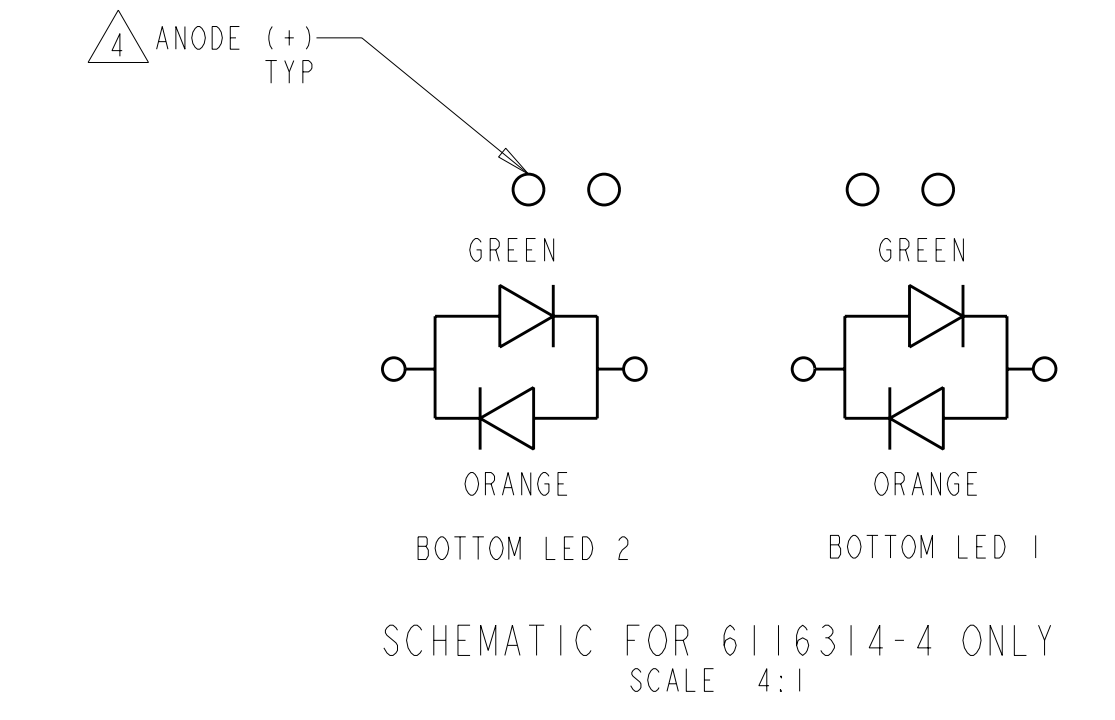 4 ANODE (+)
TYP
GREEN GREEN
ORANGE ORANGE
BOTTOM LED 2 BOTTOM LED 1
SCHEMATIC FOR 6116314-4 ONLY
SCALE 4:1